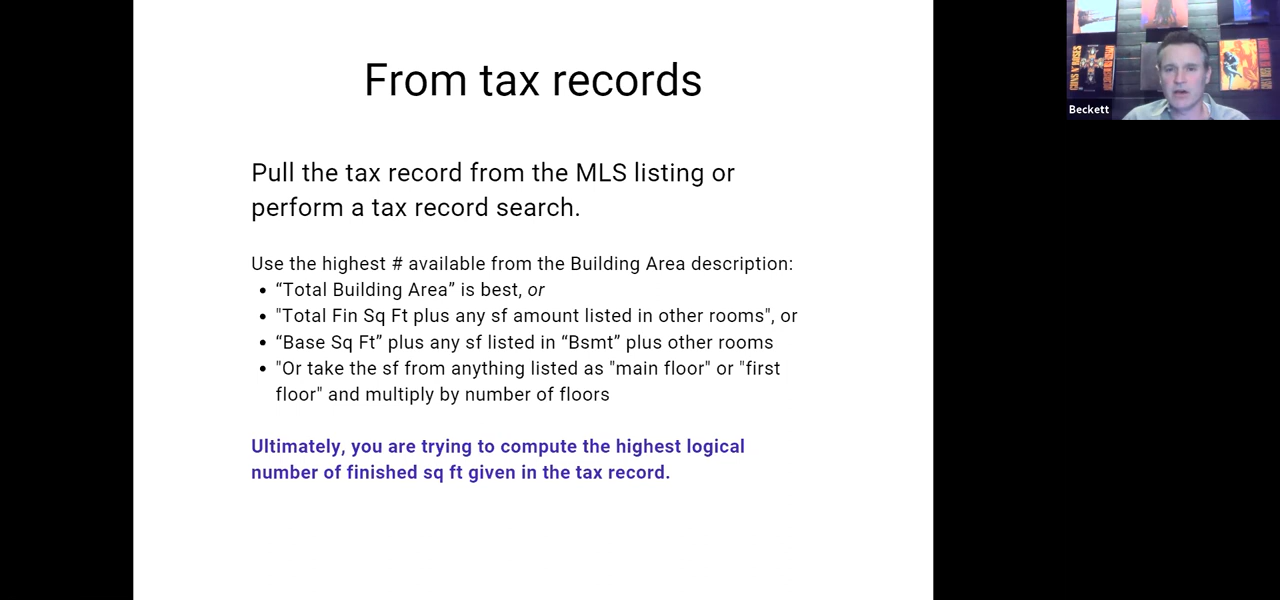 From tax records
Pull the tax record from the MLS listing or
perform a tax record search.
Use the highest # available from the Building Area description:
• “Total Building Area” is best, or
• "Total Fin Sq Ft plus any sf amount listed in other rooms", or
• “Base Sq Ft” plus any sf listed in “Bsmt” plus other rooms
• "Or take the sf from anything listed as "main floor" or "first
floor" and multiply by number of floors
Ultimately, you are trying to compute the highest logical
number of finished sq ft given in the tax record.
Beckett
GUNS N' ROSES